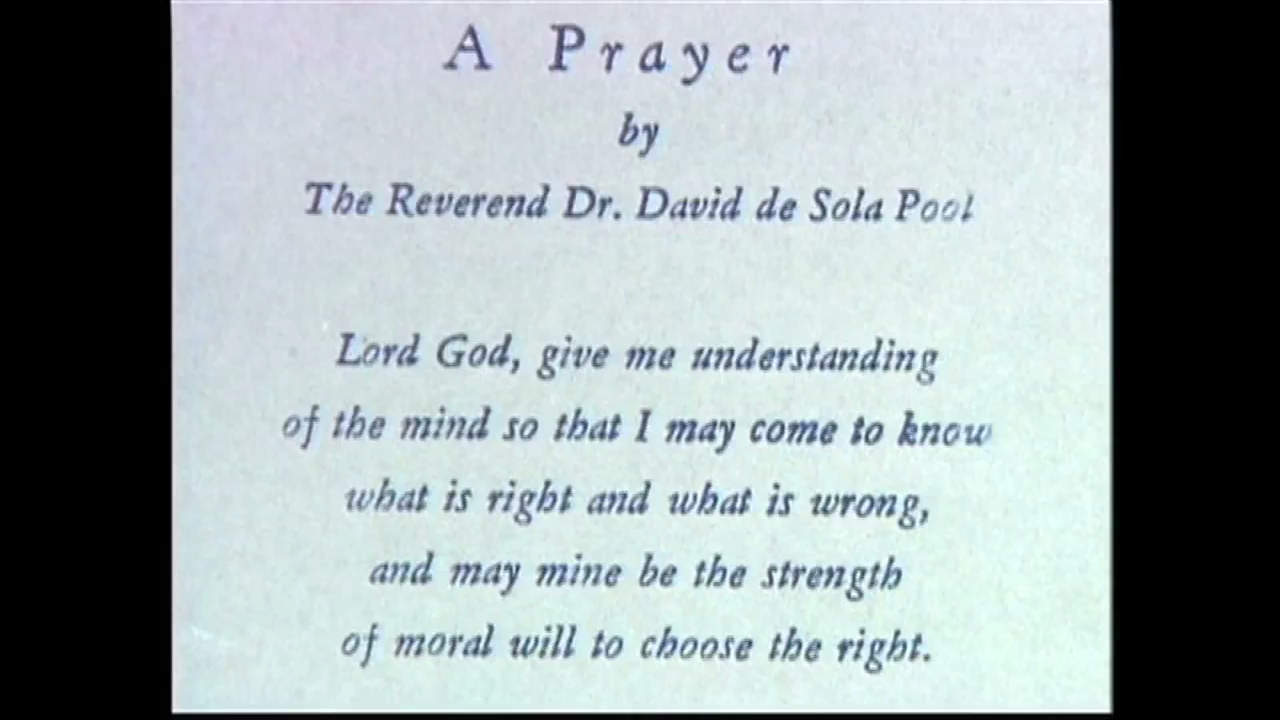 A Prayer
by
The Reverend Dr. David de Sola Pool
Lord God, give me understanding
of the mind so that I may come to know
what is right and what is wrong,
and may mine be the strength
of moral will to choose the right.